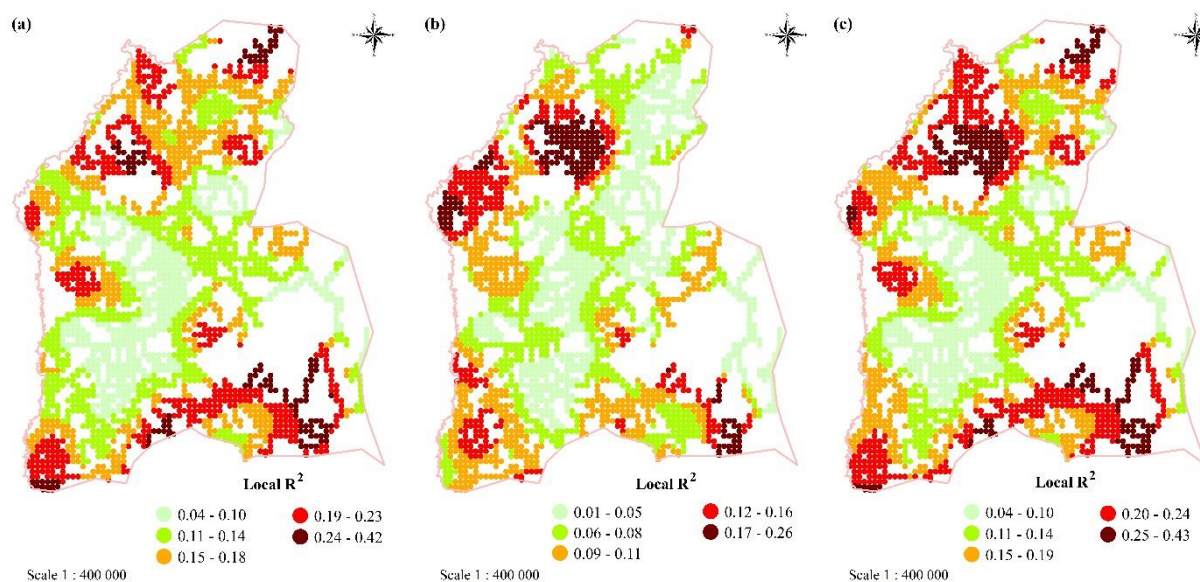 (a)
Local R²
0.04 - 0.10
0.11 - 0.14
0.15 - 0.18
0.19 - 0.23
0.24 - 0.42
Scale 1 : 400 000
(b)
Local R²
0.01 - 0.05
0.06 - 0.08
0.09 - 0.11
0.12 - 0.16
0.17 - 0.26
Scale 1 : 400 000
(c)
Local R²
0.04 - 0.10
0.11 - 0.14
0.15 - 0.19
0.20 - 0.24
0.25 - 0.43
Scale 1 : 400 000